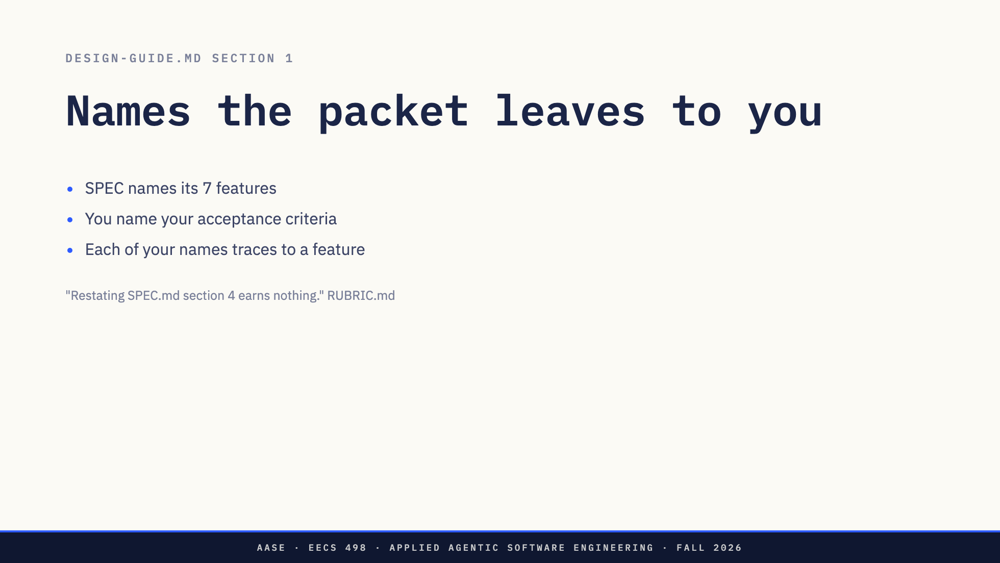 DESIGN-GUIDE.MD SECTION 1
Names the packet leaves to you
• SPEC names its 7 features
• You name your acceptance criteria
• Each of your names traces to a feature
"Restating SPEC.md section 4 earns nothing." RUBRIC.md
AASE · EECS 498 · APPLIED AGENTIC SOFTWARE ENGINEERING · FALL 2026